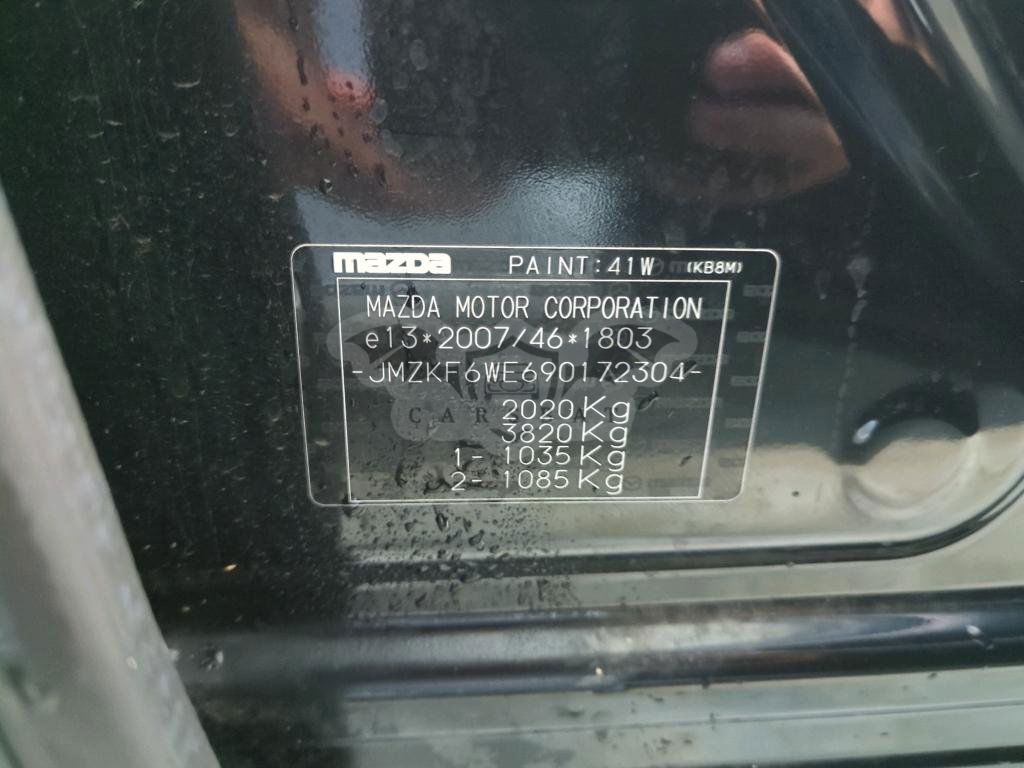 mazda PAINT:41W (KB8M)
MAZDA MOTOR CORPORATION
e13*2007/46*1803
-JMZKF6WE690172304-
2020Kg
3820Kg
1- 1035Kg
2- 1085Kg